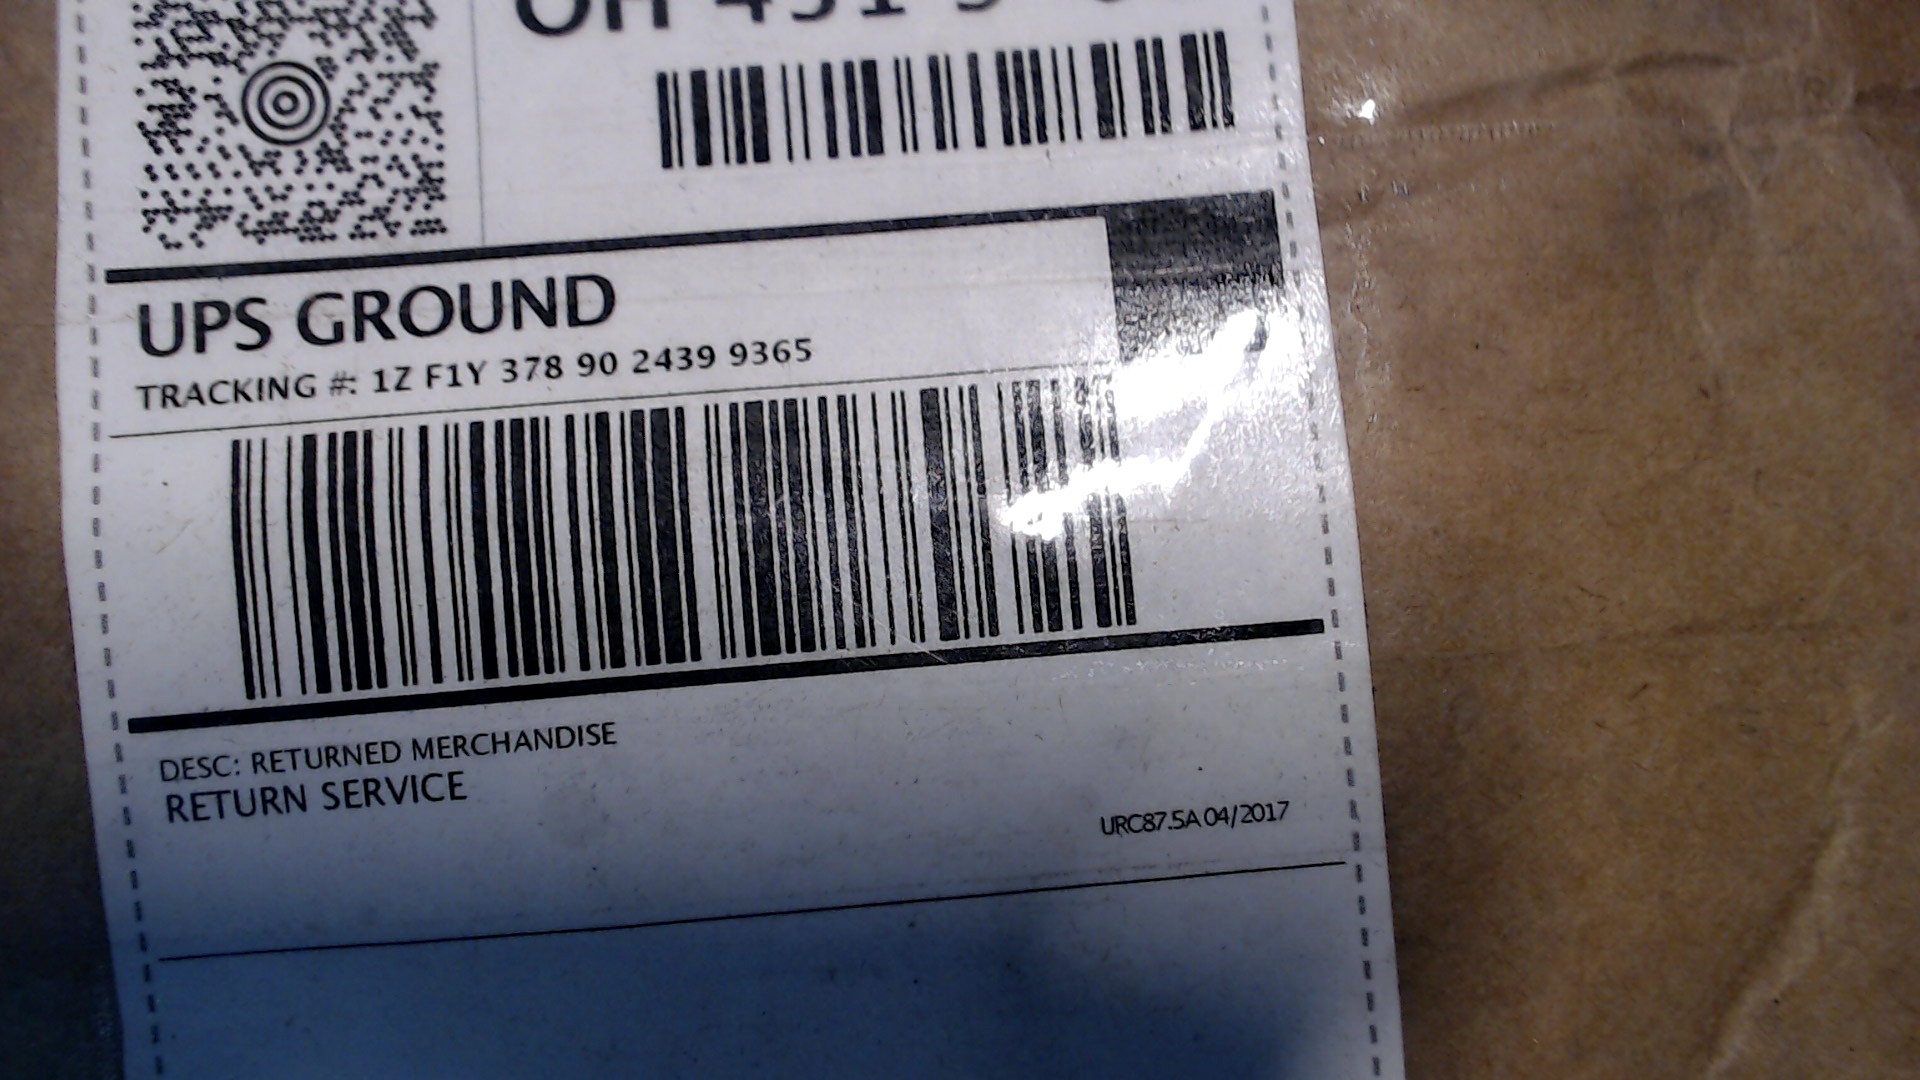 UPS GROUND
TRACKING #: 1Z F1Y 378 90 2439 9365
DESC: RETURNED MERCHANDISE
RETURN SERVICE
URC87.5A 04/2017